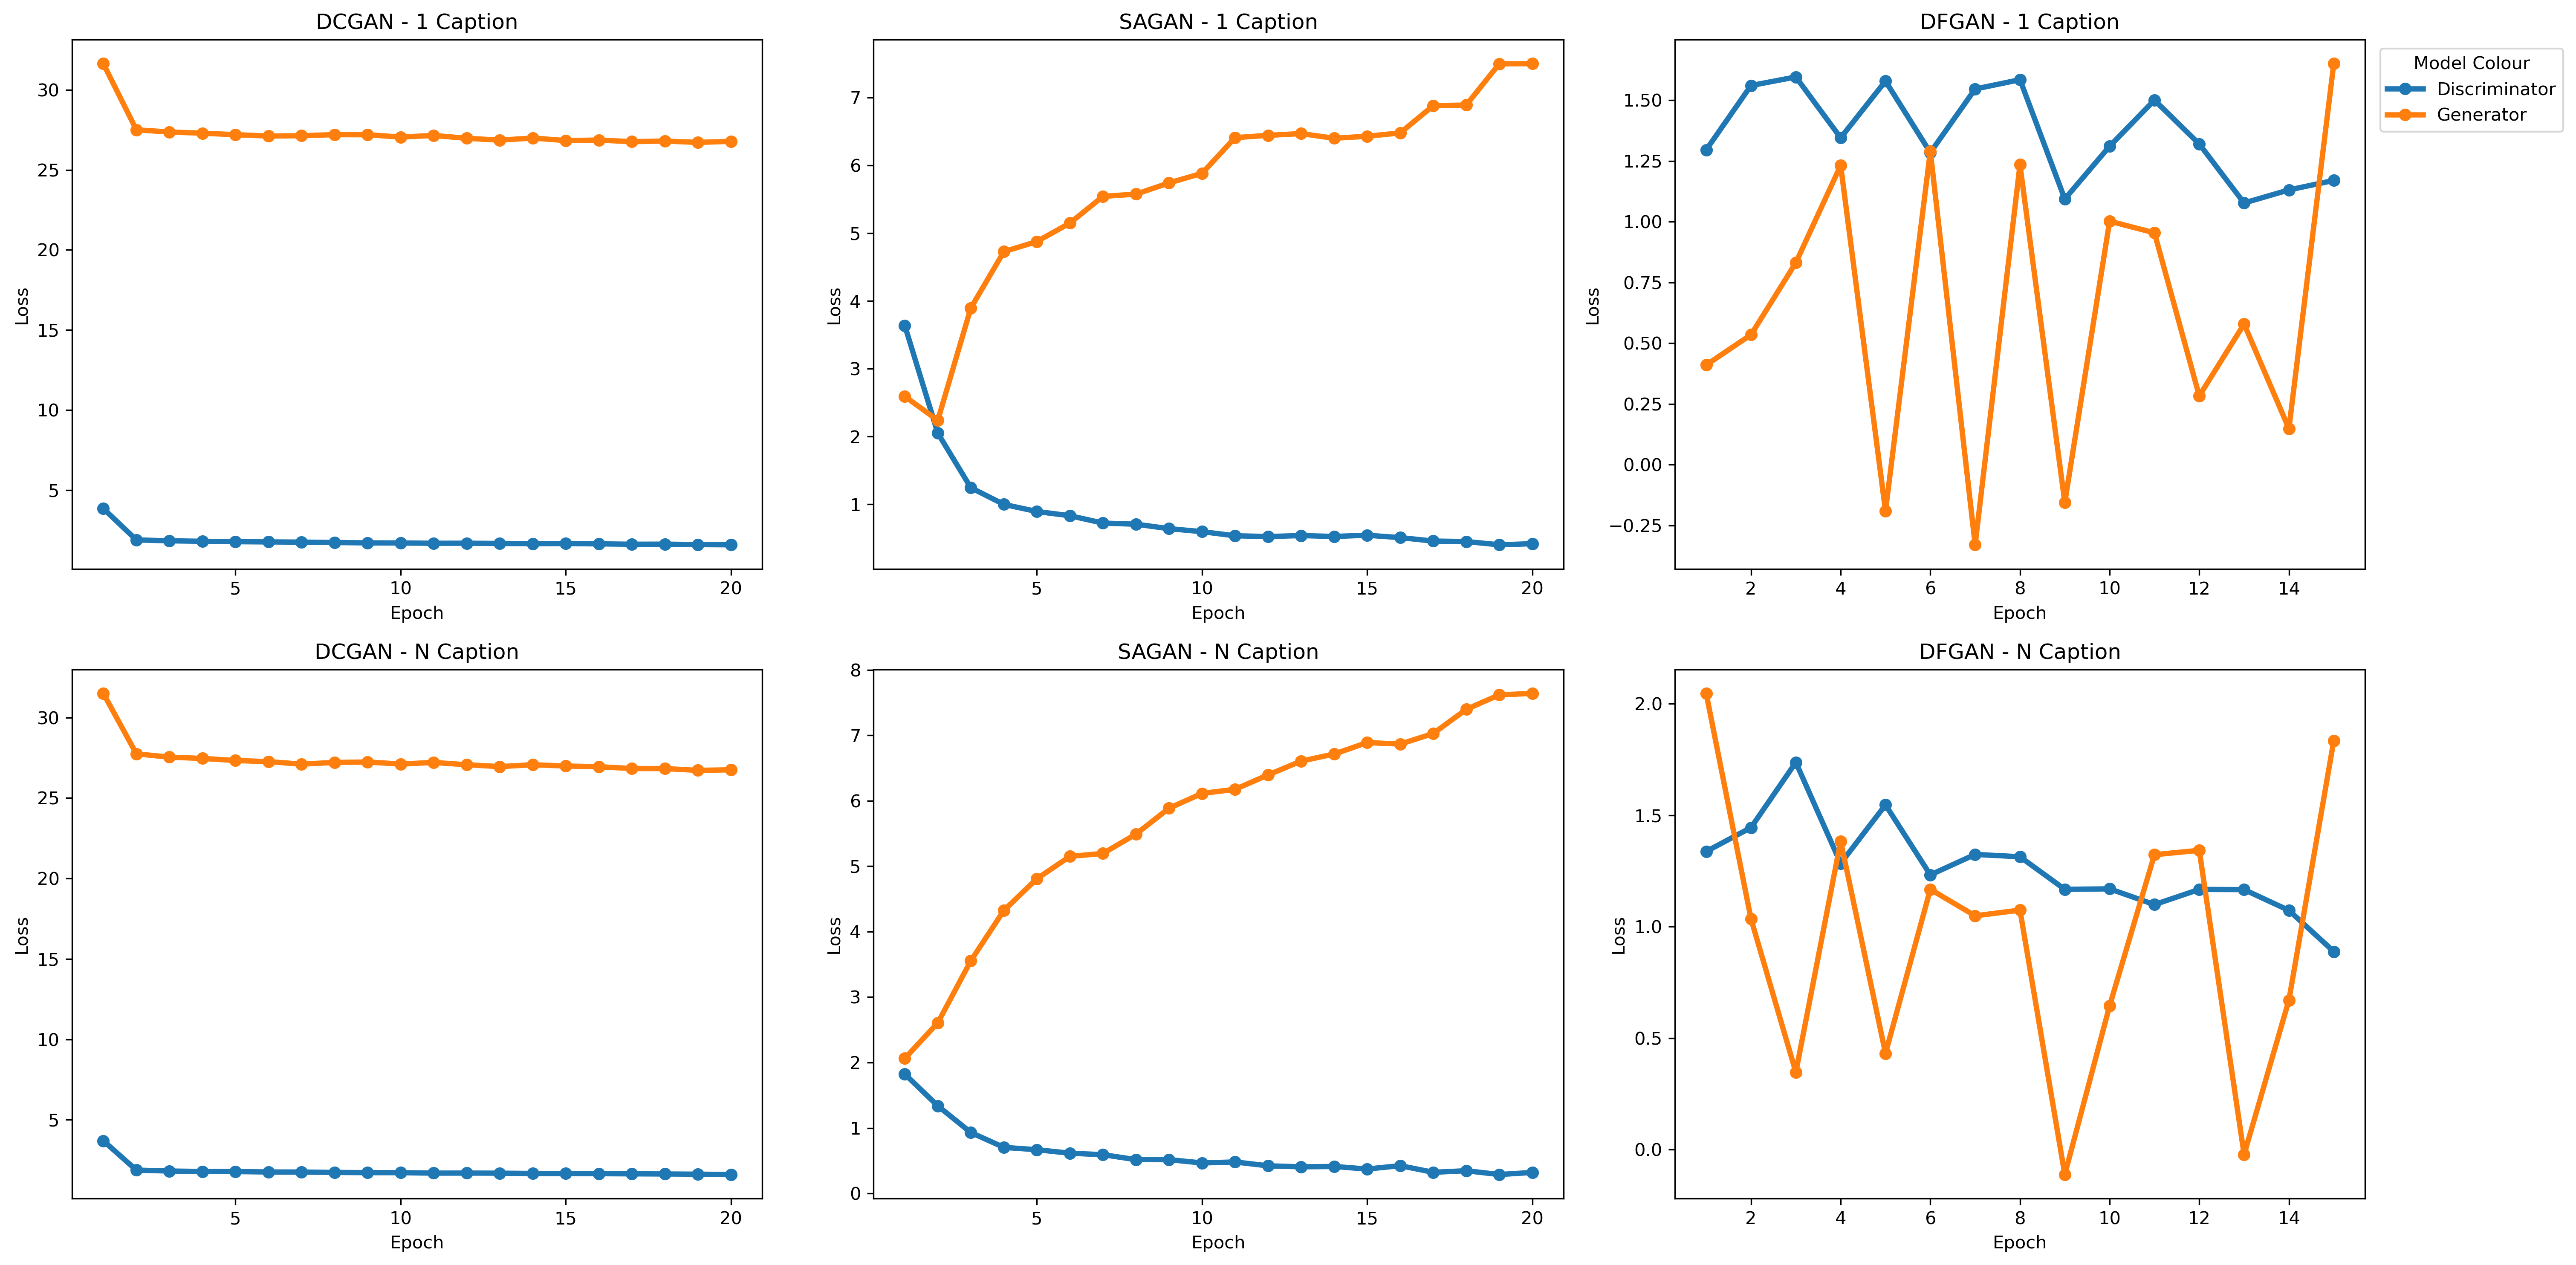 DCGAN - 1 Caption
SAGAN - 1 Caption
DFGAN - 1 Caption
Model Colour
Discriminator
Generator
30
25
20
15
10
5
Loss
5 10 15 20
Epoch
7
6
5
4
3
2
1
Loss
5 10 15 20
Epoch
1.50
1.25
1.00
0.75
0.50
0.25
0.00
−0.25
Loss
2 4 6 8 10 12 14
Epoch
DCGAN - N Caption
SAGAN - N Caption
DFGAN - N Caption
30
25
20
15
10
5
Loss
5 10 15 20
Epoch
8
7
6
5
4
3
2
1
0
Loss
5 10 15 20
Epoch
2.0
1.5
1.0
0.5
0.0
Loss
2 4 6 8 10 12 14
Epoch